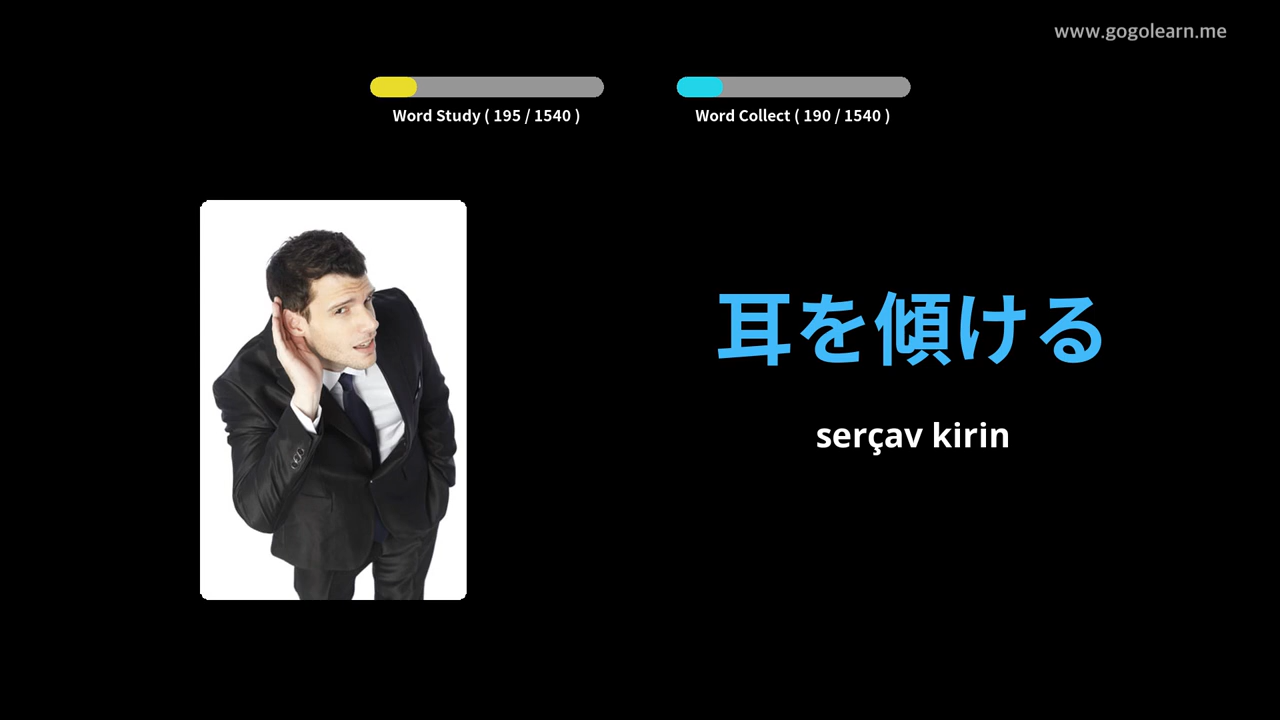 www.gogolearn.me
Word Study ( 195 / 1540 )
Word Collect ( 190 / 1540 )
耳を傾ける
serçav kirin